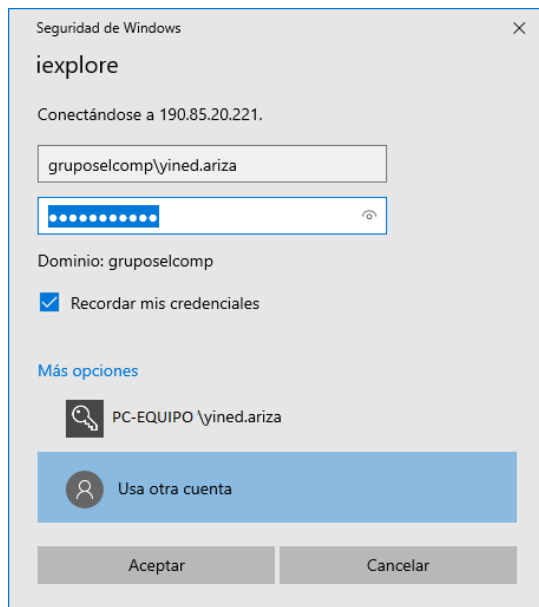 Seguridad de Windows
iexplore
Conectándose a 190.85.20.221.
gruposelcomp\yined.ariza
●●●●●●●●●●●
Dominio: gruposelcomp
Recordar mis credenciales
Más opciones
PC-EQUIPO \yined.ariza
Usa otra cuenta
Aceptar
Cancelar